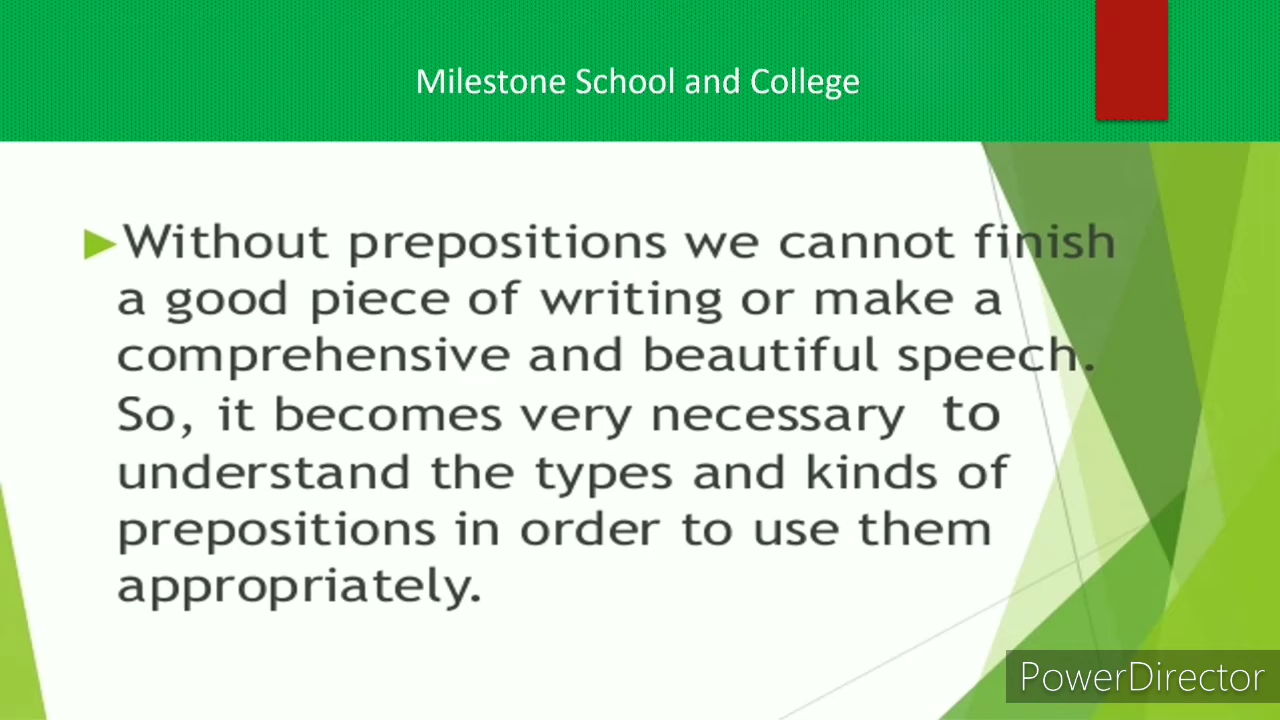 Milestone School and College
Without prepositions we cannot finish
a good piece of writing or make a
comprehensive and beautiful speech.
So, it becomes very necessary to
understand the types and kinds of
prepositions in order to use them
appropriately.
PowerDirector